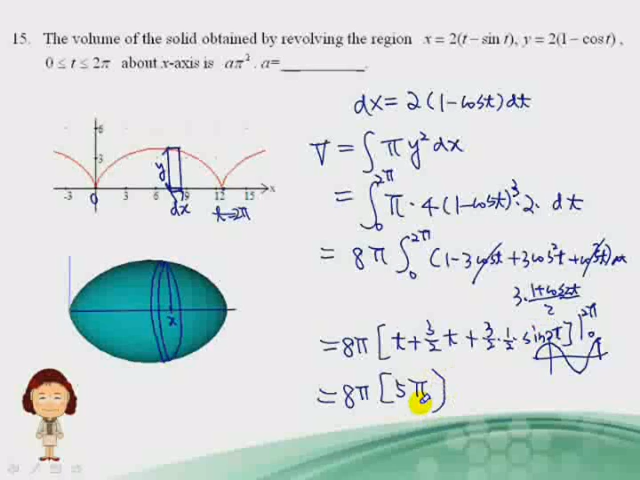 15. The volume of the solid obtained by revolving the region x = 2(t − sin t), y = 2(1 − cos t),
0 ≤ t ≤ 2π about x-axis is aπ². a=________.
dx = 2(1-cost)dt
V = ∫ π y² dx
= ∫₀^2π π · 4(1-cost)³ · 2 · dt
= 8π ∫₀^2π (1-3cost+3cos²t+cos³t)dt
3 · (1+cos2t)/2
= 8π [t + 3/2 t + 3/2 · 1/2 · sin2t] |₀^2π
= 8π [5π]
6
3
y
-3 0 3 6 9 12 15 x
dx t=2π
x